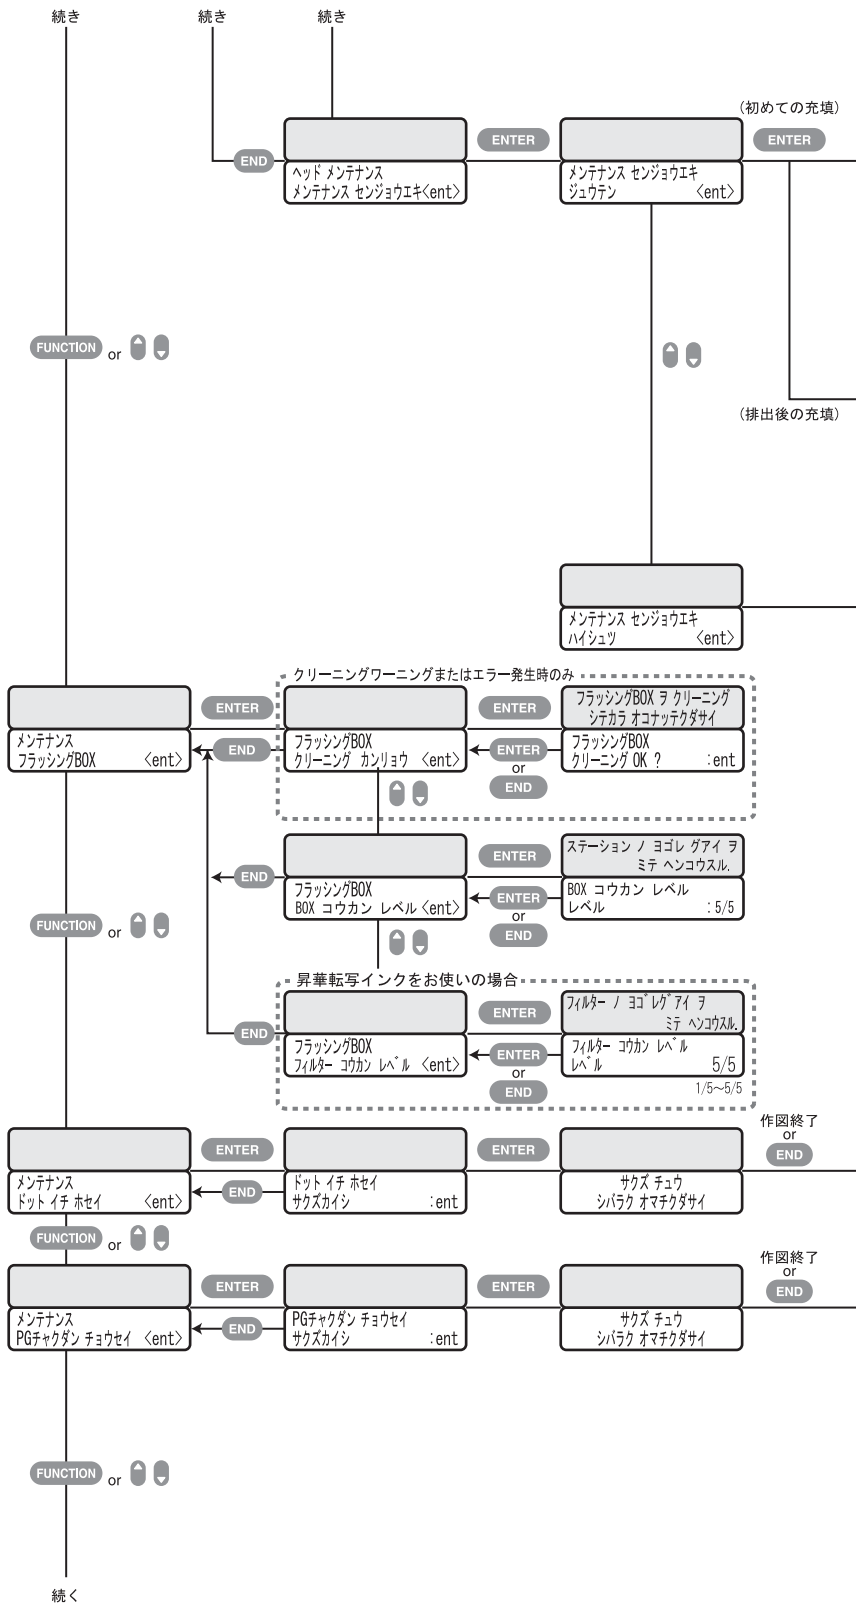 続き 続き 続き
(初めての充填)
ENTER ENTER
END
ヘッド メンテナンス
メンテナンス センジョウエキ<ent>
メンテナンス センジョウエキ
ジュウテン <ent>
FUNCTION or
(排出後の充填)
メンテナンス センジョウエキ
ハイシュツ <ent>
クリーニングワーニングまたはエラー発生時のみ
ENTER ENTER
フラッシングBOX ヲ クリーニング
シテカラ オコナッテクダサイ
メンテナンス
フラッシングBOX <ent>
END
フラッシングBOX
クリーニング カンリョウ <ent>
ENTER
or
END
フラッシングBOX
クリーニング OK ? :ent
ENTER
ステーション ノ ヨゴレ グアイ ヲ
ミテ ヘンコウスル.
END
フラッシングBOX
BOX コウカン レベル <ent>
ENTER
or
END
BOX コウカン レベル
レベル : 5/5
FUNCTION or
昇華転写インクをお使いの場合
ENTER
フィルター ノ ヨゴレグアイ ヲ
ミテ ヘンコウスル.
END
フラッシングBOX
フィルター コウカン レベル <ent>
ENTER
or
END
フィルター コウカン レベル
レベル 5/5
1/5~5/5
作図終了
or
END
ENTER ENTER
メンテナンス
ドット イチ ホセイ <ent>
END
ドット イチ ホセイ
サクズカイシ :ent
サクズ チュウ
シバラク オマチクダサイ
FUNCTION or
作図終了
or
END
ENTER ENTER
メンテナンス
PGチャクダン チョウセイ <ent>
END
PGチャクダン チョウセイ
サクズカイシ :ent
サクズ チュウ
シバラク オマチクダサイ
FUNCTION or
続く